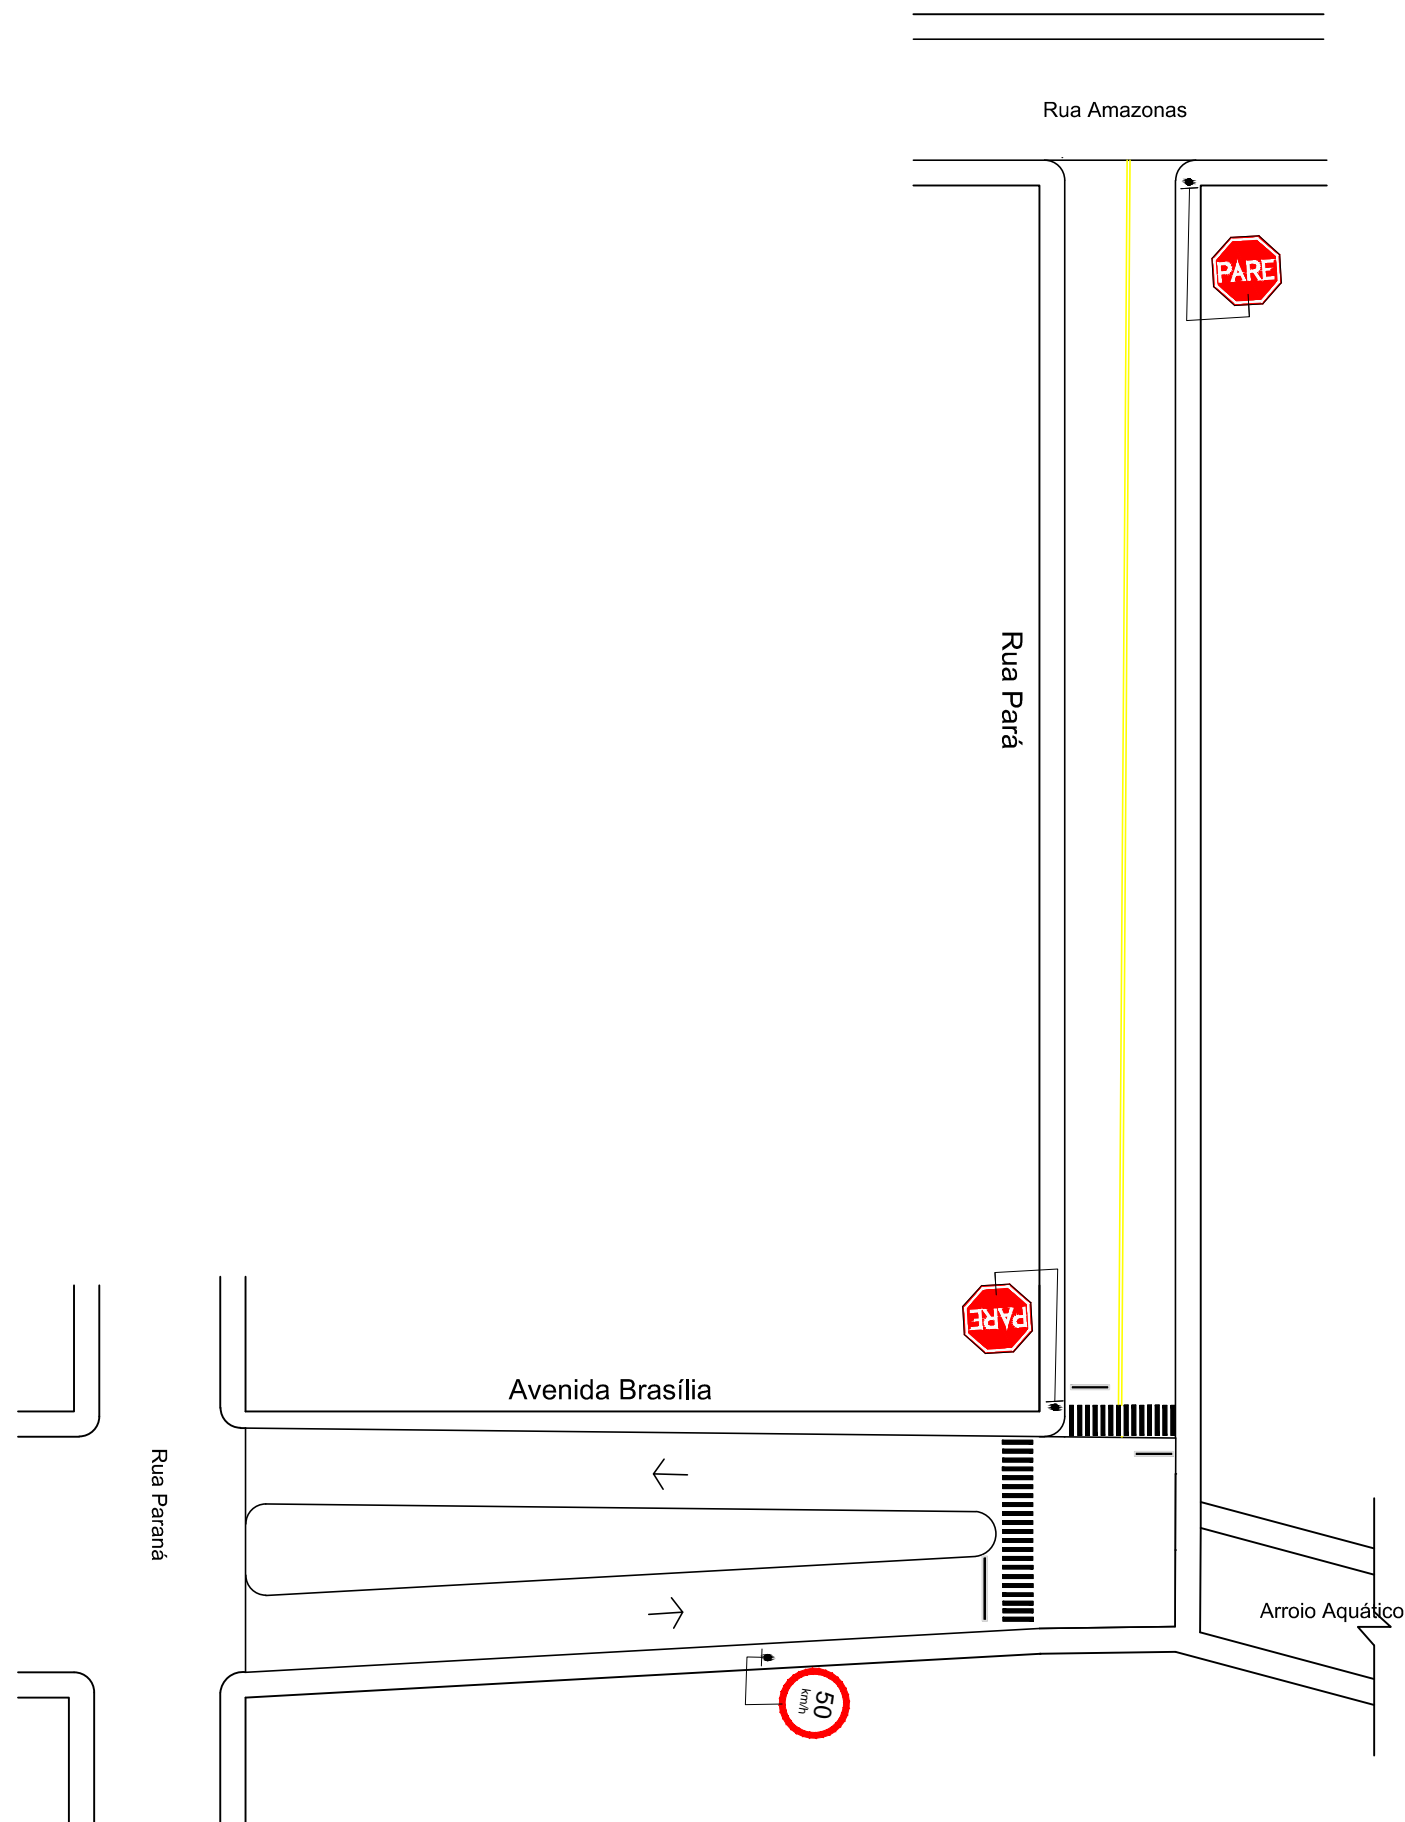 Rua Amazonas
PARE
Rua Pará
PARE
Avenida Brasília
Rua Paraná
Arroio Aquático
50
km/h